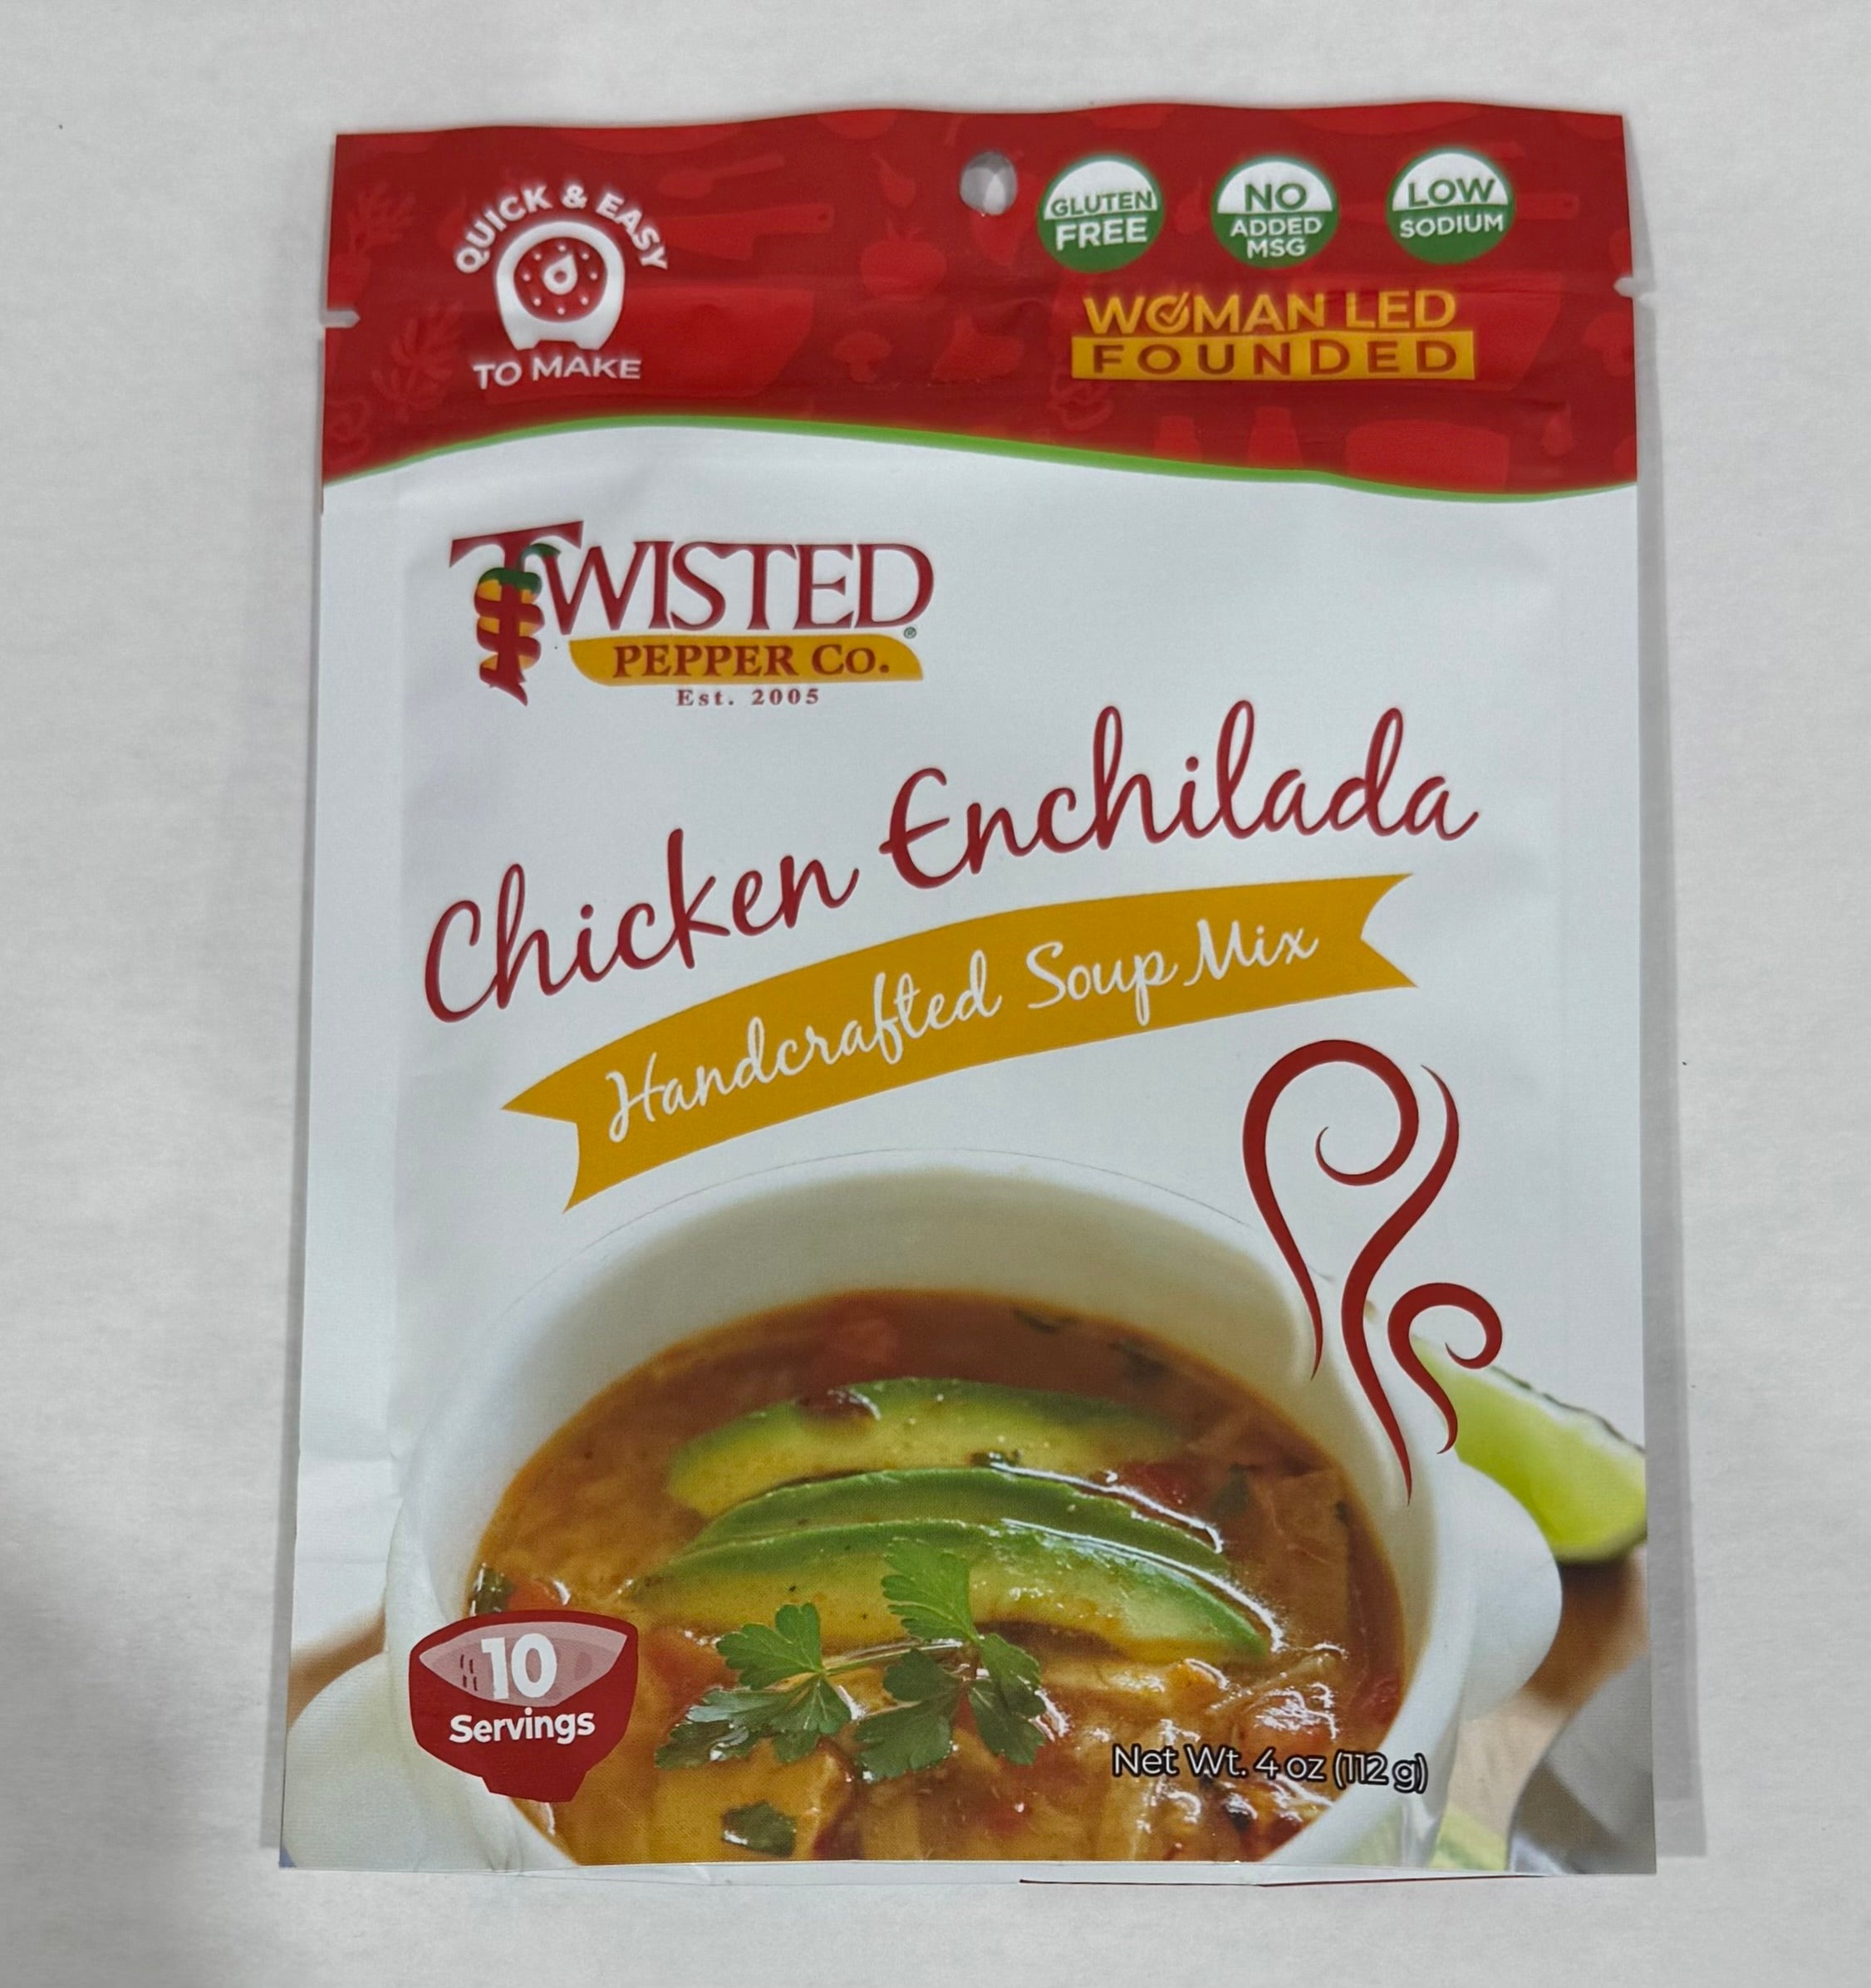 QUICK & EASY
TO MAKE
GLUTEN
FREE
NO
ADDED
MSG
LOW
SODIUM
WOMAN LED
FOUNDED
TWISTED
PEPPER CO.
®
Est. 2005
Chicken Enchilada
Handcrafted Soup Mix
10
Servings
Net Wt. 4 oz (112 g)